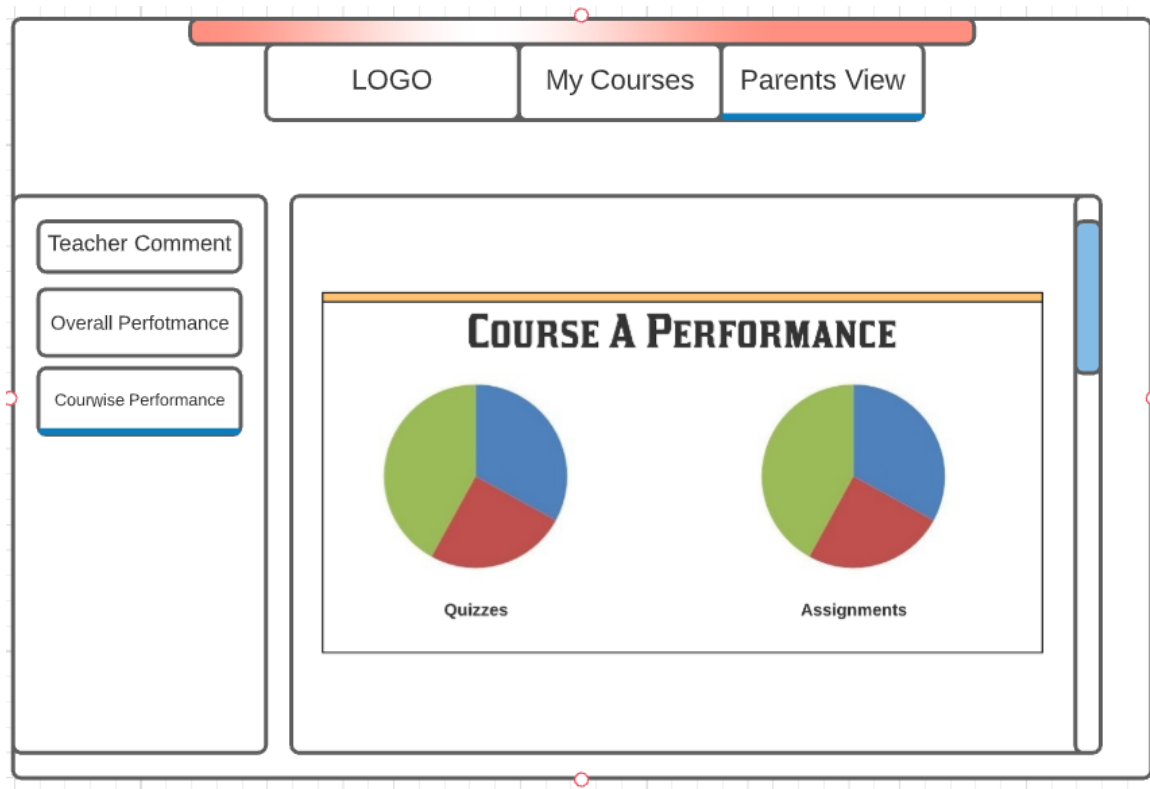 LOGO
My Courses
Parents View
Teacher Comment
Overall Perfotmance
Courwise Performance
COURSE A PERFORMANCE
Quizzes
Assignments